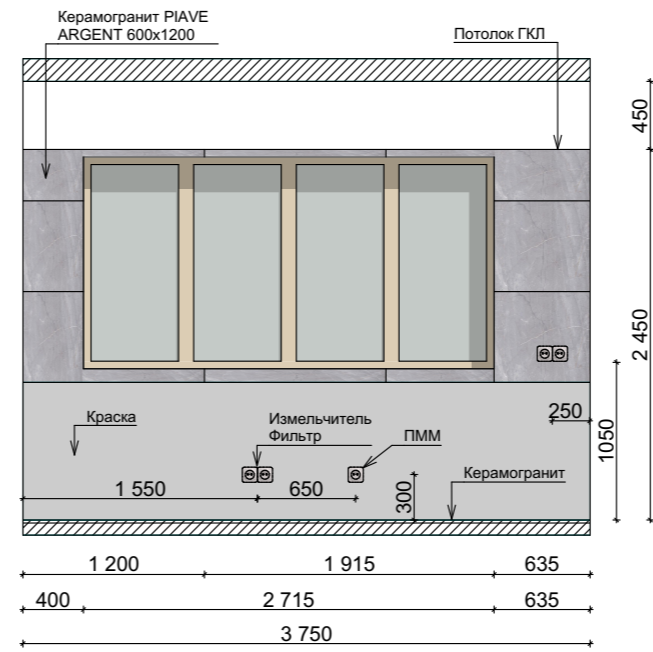 Керамогранит PIAVE
ARGENT 600x1200
Потолок ГКЛ
450
2 450
Краска
Измельчитель
Фильтр
ПММ
250
1050
Керамогранит
1 550
650
300
1 200
1 915
635
400
2 715
635
3 750